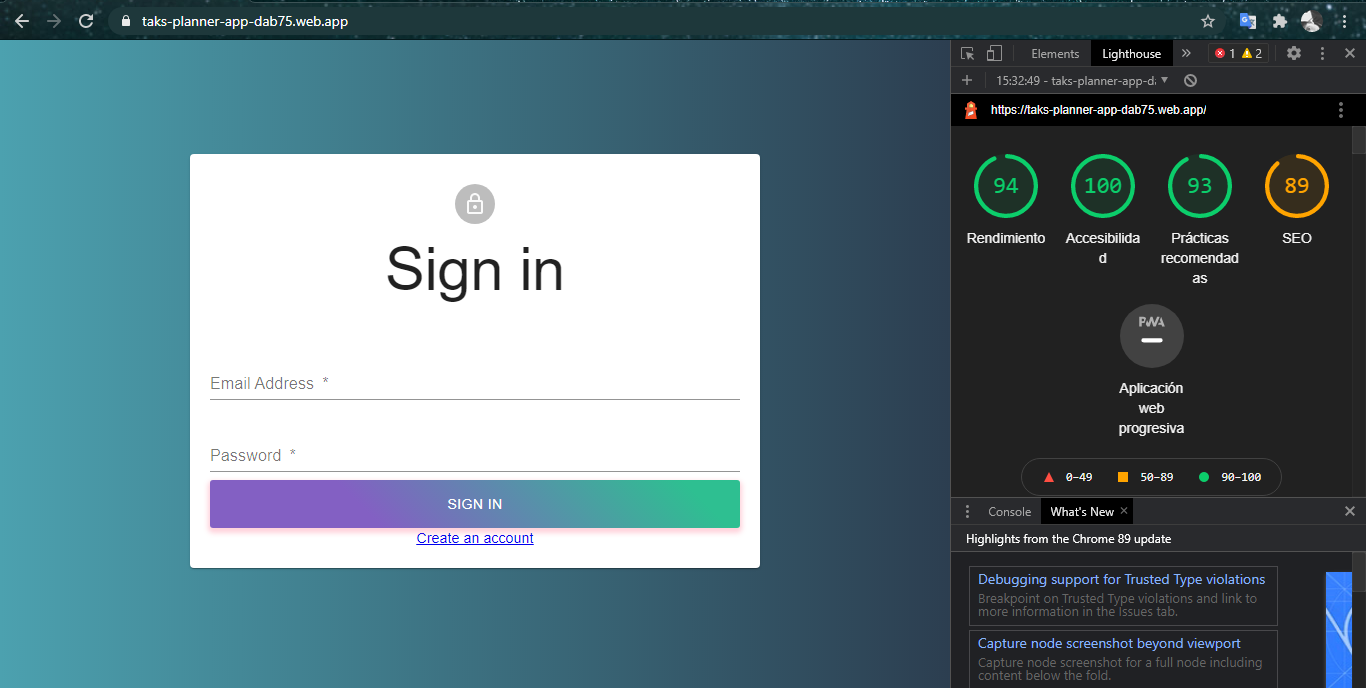 taks-planner-app-dab75.web.app
Elements
Lighthouse
»
1
2
15:32:49 - taks-planner-app-da
https://taks-planner-app-dab75.web.app/
94
100
93
89
Rendimiento
Accesibilida
d
Prácticas
recomendad
as
SEO
PWA
Aplicación
web
progresiva
0–49
50–89
90–100
Sign in
Email Address *
Password *
SIGN IN
Create an account
Console
What's New
Highlights from the Chrome 89 update
Debugging support for Trusted Type violations
Breakpoint on Trusted Type violations and link to
more information in the Issues tab.
Capture node screenshot beyond viewport
Capture node screenshot for a full node including
content below the fold.